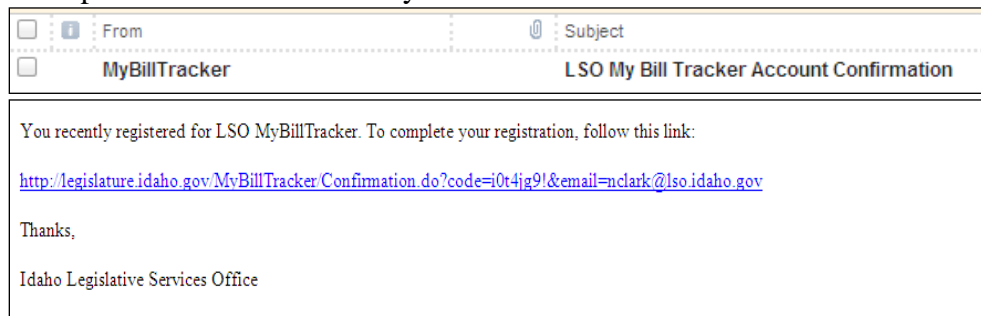 From Subject
MyBillTracker LSO My Bill Tracker Account Confirmation
You recently registered for LSO MyBillTracker. To complete your registration, follow this link:
http://legislature.idaho.gov/MyBillTracker/Confirmation.do?code=i0t4jg9!&email=nclark@lso.idaho.gov
Thanks,
Idaho Legislative Services Office